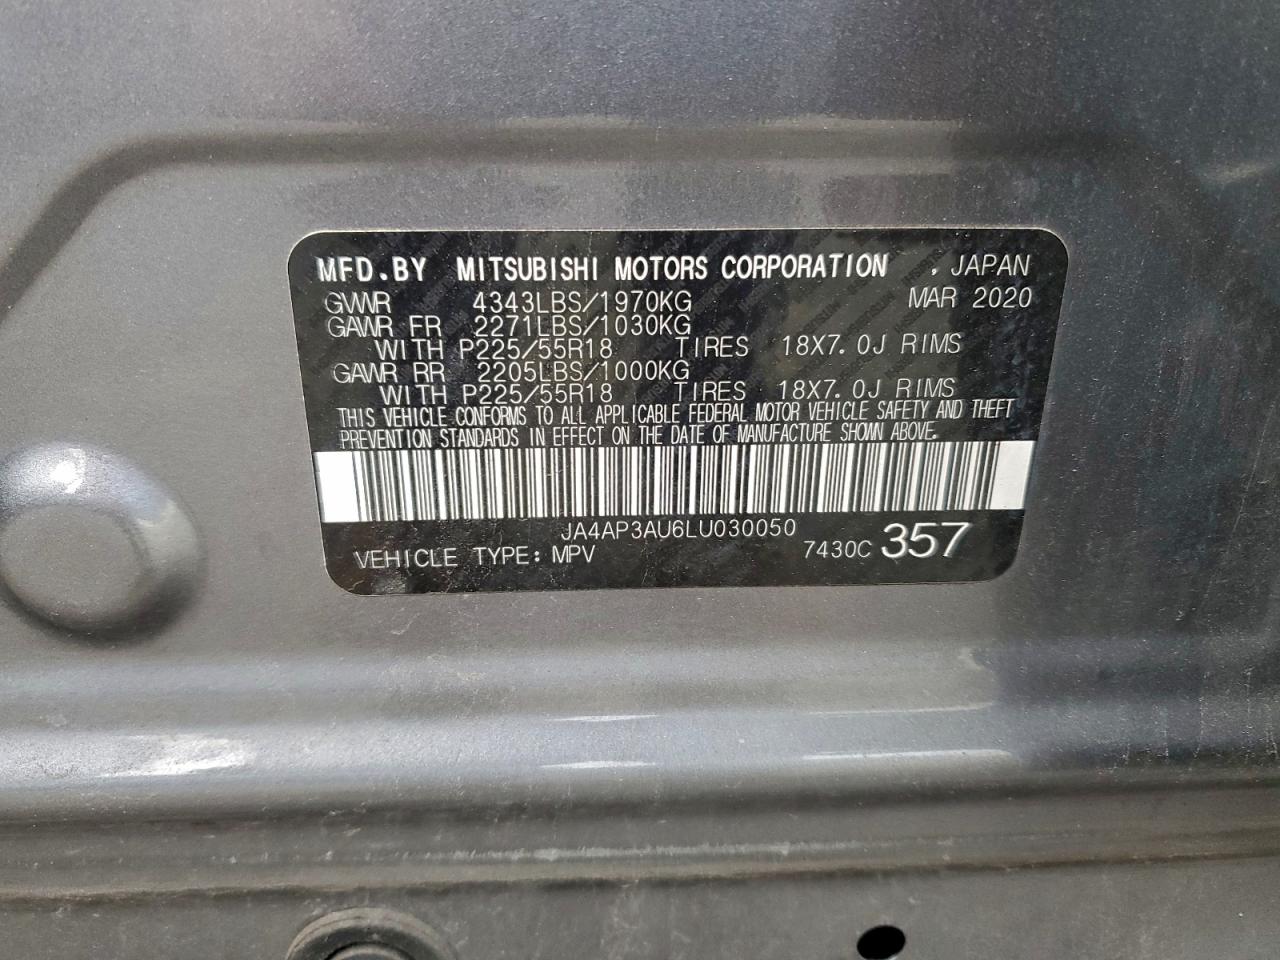 MFD.BY MITSUBISHI MOTORS CORPORATION , JAPAN
GVWR 4343LBS/1970KG MAR 2020
GAWR FR 2271LBS/1030KG
WITH P225/55R18 TIRES 18X7.0J RIMS
GAWR RR 2205LBS/1000KG
WITH P225/55R18 TIRES 18X7.0J RIMS
THIS VEHICLE CONFORMS TO ALL APPLICABLE FEDERAL MOTOR VEHICLE SAFETY AND THEFT
PREVENTION STANDARDS IN EFFECT ON THE DATE OF MANUFACTURE SHOWN ABOVE.
JA4AP3AU6LU030050
VEHICLE TYPE: MPV 7430C 357